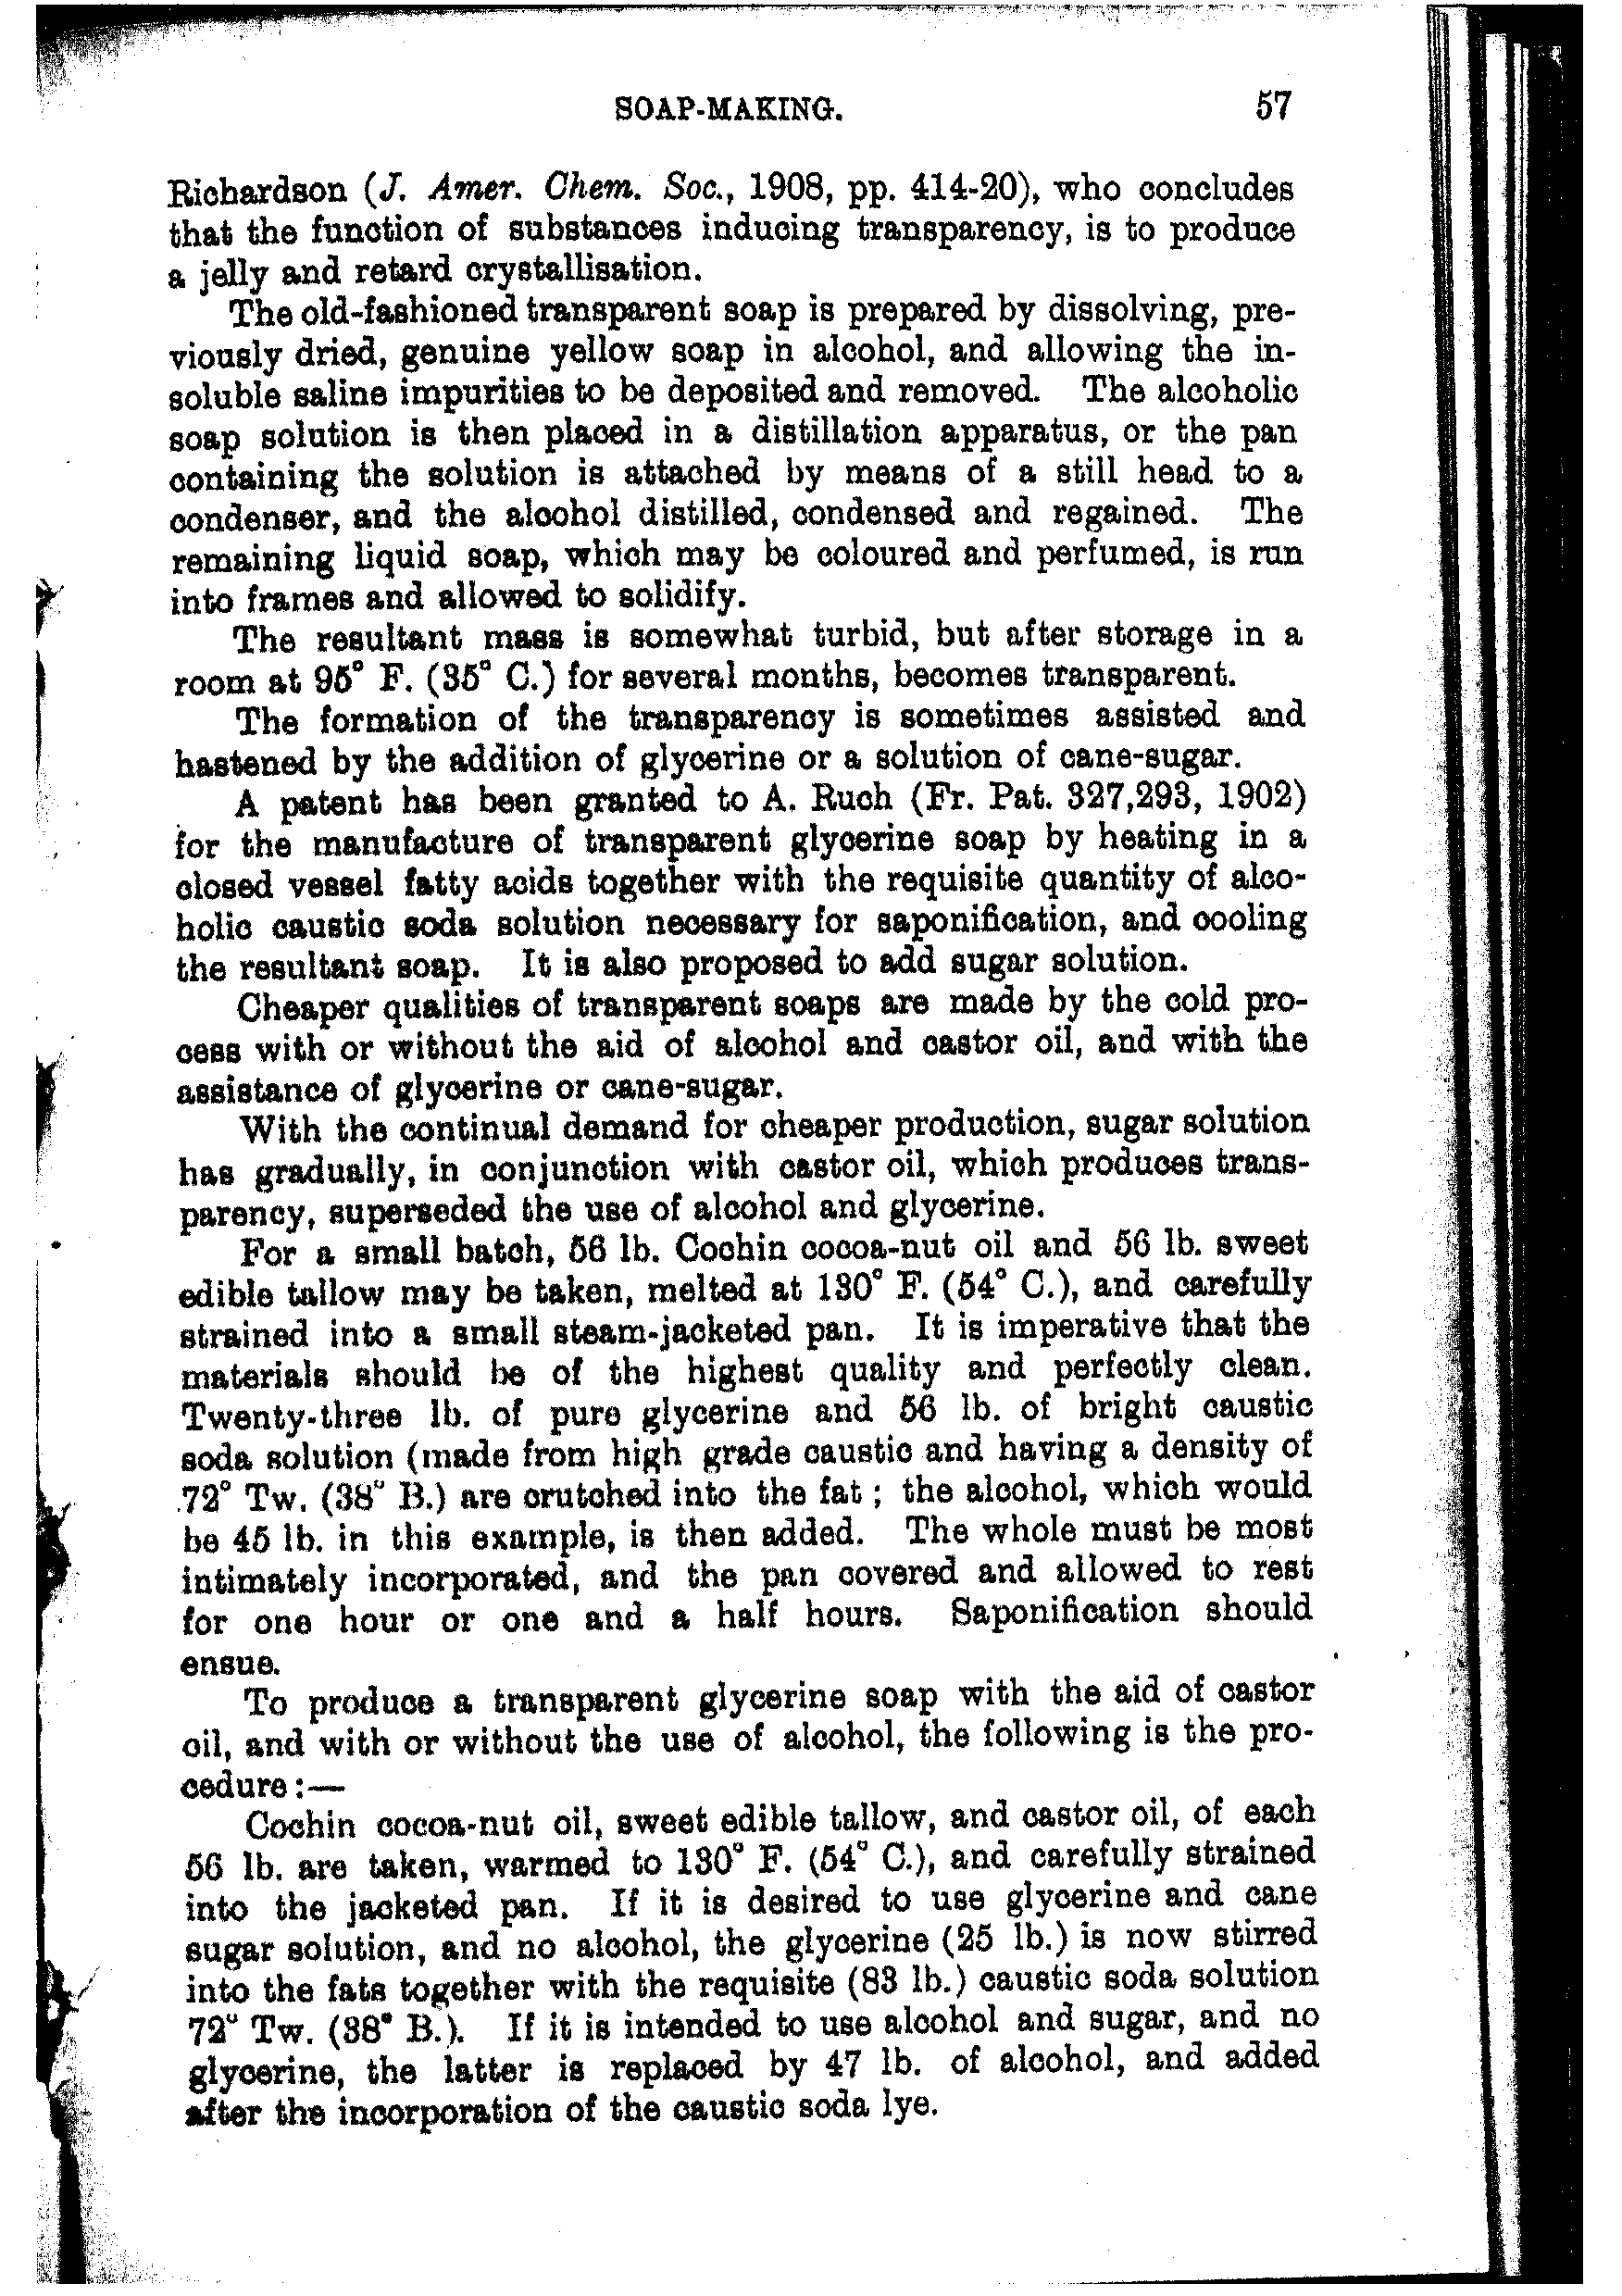 SOAP-MAKING. 57
Richardson (J. Amer. Chem. Soc., 1908, pp. 414-20), who concludes
that the function of substances inducing transparency, is to produce
a jelly and retard crystallisation.
The old-fashioned transparent soap is prepared by dissolving, pre-
viously dried, genuine yellow soap in alcohol, and allowing the in-
soluble saline impurities to be deposited and removed. The alcoholic
soap solution is then placed in a distillation apparatus, or the pan
containing the solution is attached by means of a still head to a
condenser, and the alcohol distilled, condensed and regained. The
remaining liquid soap, which may be coloured and perfumed, is run
into frames and allowed to solidify.
The resultant mass is somewhat turbid, but after storage in a
room at 95° F. (35° C.) for several months, becomes transparent.
The formation of the transparency is sometimes assisted and
hastened by the addition of glycerine or a solution of cane-sugar.
A patent has been granted to A. Ruch (Fr. Pat. 327,293, 1902)
for the manufacture of transparent glycerine soap by heating in a
closed vessel fatty acids together with the requisite quantity of alco-
holic caustic soda solution necessary for saponification, and cooling
the resultant soap. It is also proposed to add sugar solution.
Cheaper qualities of transparent soaps are made by the cold pro-
cess with or without the aid of alcohol and castor oil, and with the
assistance of glycerine or cane-sugar.
With the continual demand for cheaper production, sugar solution
has gradually, in conjunction with castor oil, which produces trans-
parency, superseded the use of alcohol and glycerine.
For a small batch, 56 lb. Cochin cocoa-nut oil and 56 lb. sweet
edible tallow may be taken, melted at 130° F. (54° C.), and carefully
strained into a small steam-jacketed pan. It is imperative that the
materials should be of the highest quality and perfectly clean.
Twenty-three lb. of pure glycerine and 56 lb. of bright caustic
soda solution (made from high grade caustic and having a density of
72° Tw. (38° B.) are crutched into the fat; the alcohol, which would
be 45 lb. in this example, is then added. The whole must be most
intimately incorporated, and the pan covered and allowed to rest
for one hour or one and a half hours. Saponification should
ensue.
To produce a transparent glycerine soap with the aid of castor
oil, and with or without the use of alcohol, the following is the pro-
cedure:—
Cochin cocoa-nut oil, sweet edible tallow, and castor oil, of each
56 lb. are taken, warmed to 130° F. (54° C.), and carefully strained
into the jacketed pan. If it is desired to use glycerine and cane
sugar solution, and no alcohol, the glycerine (25 lb.) is now stirred
into the fats together with the requisite (83 lb.) caustic soda solution
72° Tw. (38° B.). If it is intended to use alcohol and sugar, and no
glycerine, the latter is replaced by 47 lb. of alcohol, and added
after the incorporation of the caustic soda lye.